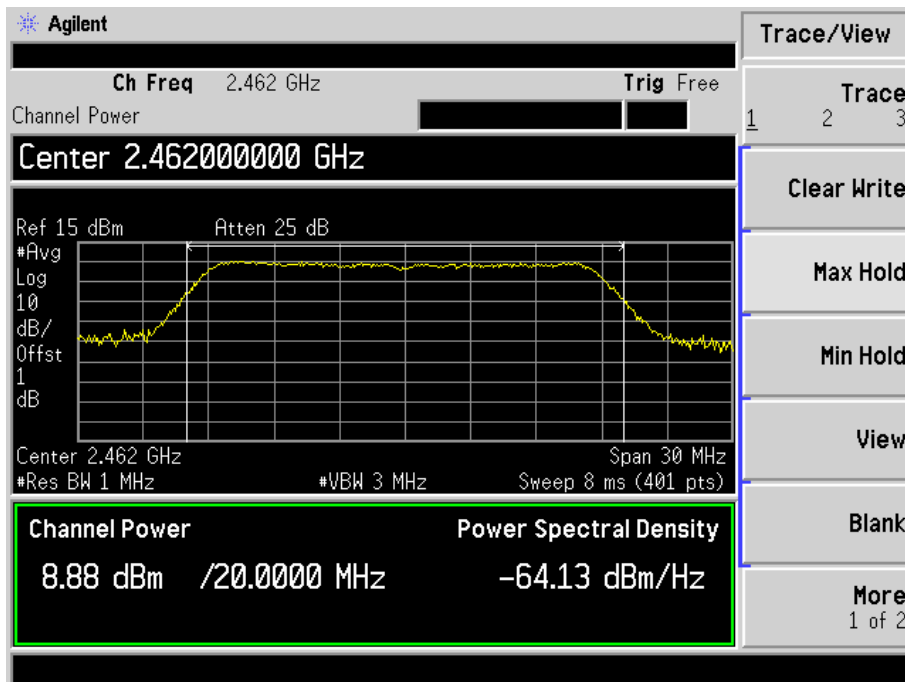 Agilent
Trace/View
Ch Freq 2.462 GHz Trig Free
Channel Power
Center 2.462000000 GHz
Ref 15 dBm Atten 25 dB
#Avg
Log
10
dB/
Offst
1
dB
Center 2.462 GHz Span 30 MHz
#Res BW 1 MHz #VBW 3 MHz Sweep 8 ms (401 pts)
Channel Power Power Spectral Density
8.88 dBm /20.0000 MHz -64.13 dBm/Hz
Trace
1 2 3
Clear Write
Max Hold
Min Hold
View
Blank
More
1 of 2